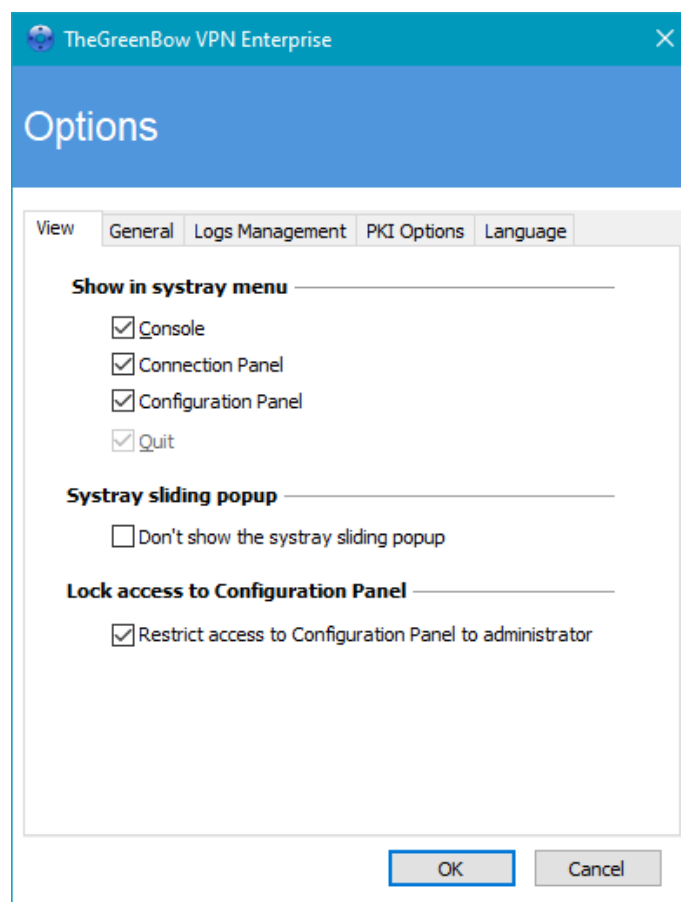 TheGreenBow VPN Enterprise
Options
View General Logs Management PKI Options Language
Show in systray menu
Console
Connection Panel
Configuration Panel
Quit
Systray sliding popup
Don't show the systray sliding popup
Lock access to Configuration Panel
Restrict access to Configuration Panel to administrator
OK Cancel